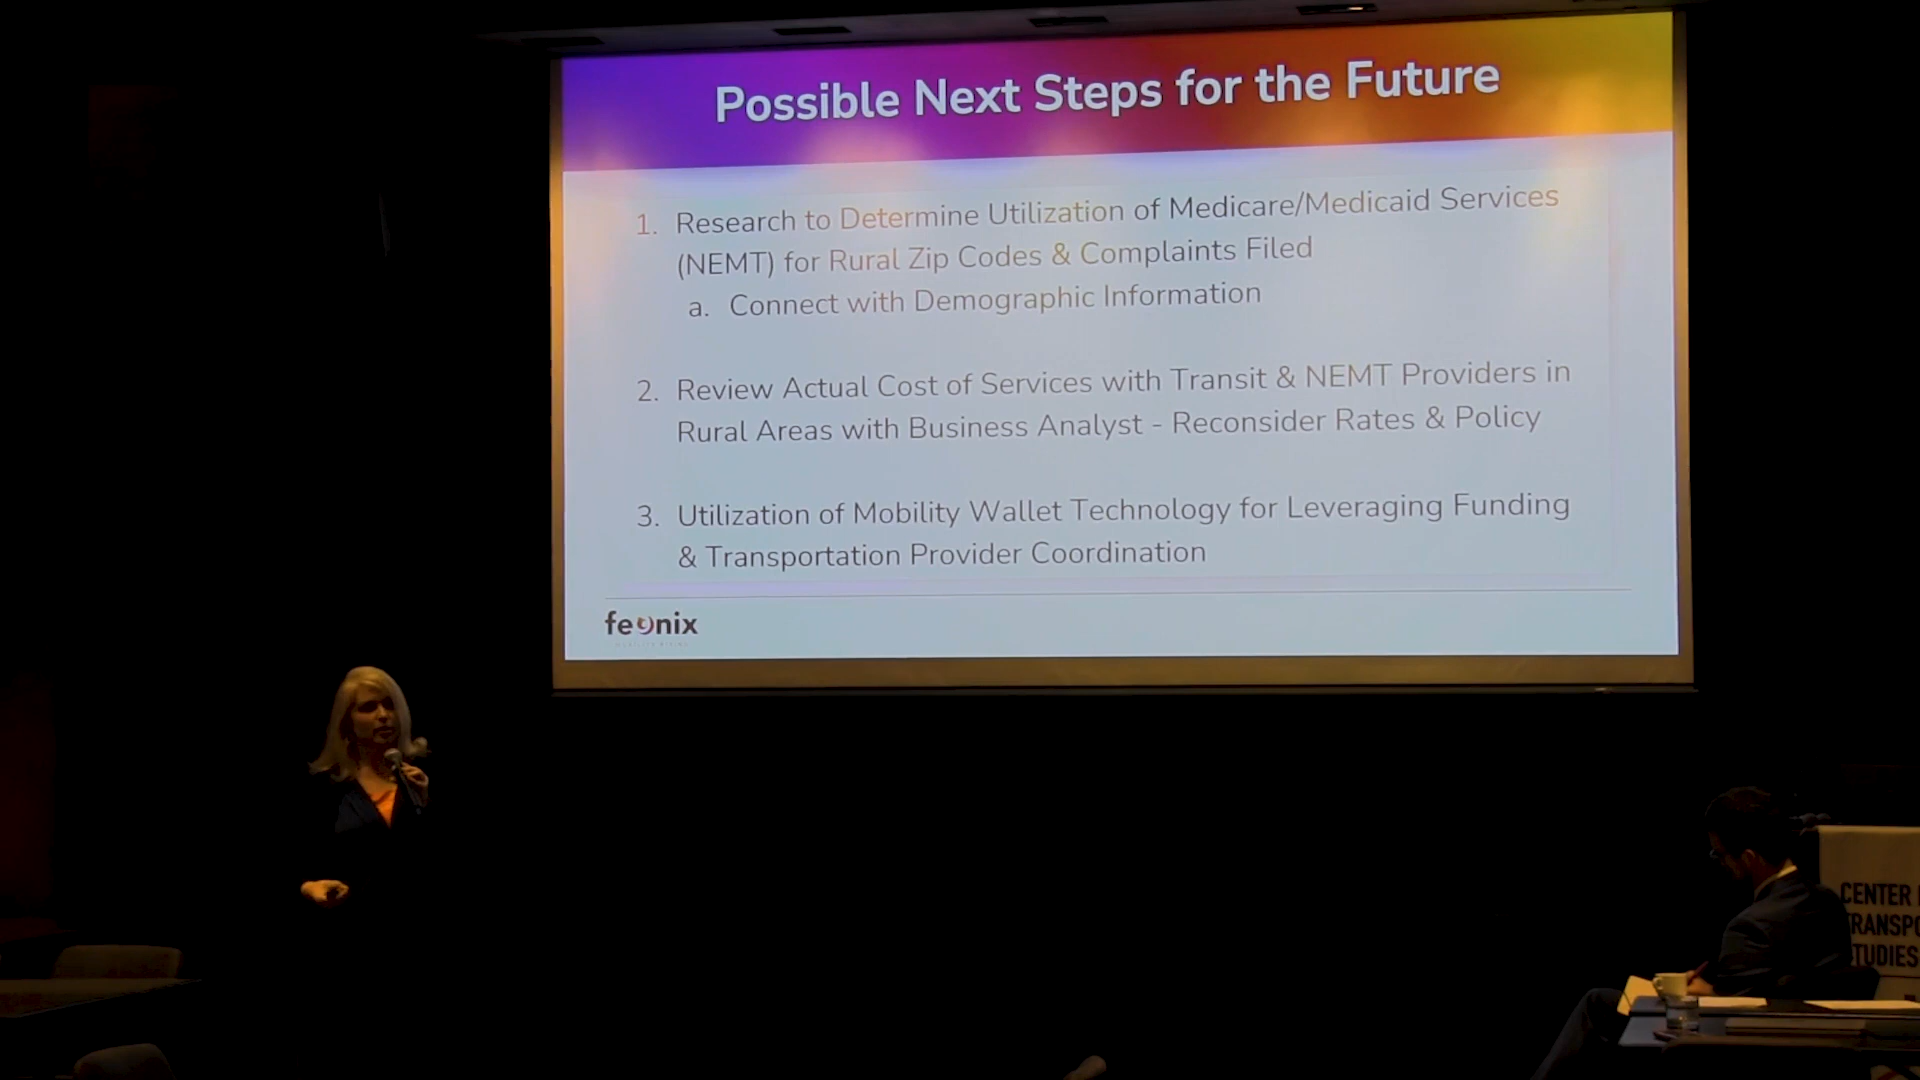 Possible Next Steps for the Future
1. Research to Determine Utilization of Medicare/Medicaid Services
(NEMT) for Rural Zip Codes & Complaints Filed
a. Connect with Demographic Information
2. Review Actual Cost of Services with Transit & NEMT Providers in
Rural Areas with Business Analyst - Reconsider Rates & Policy
3. Utilization of Mobility Wallet Technology for Leveraging Funding
& Transportation Provider Coordination
feonix
CENTER
TRANSPO
STUDIES